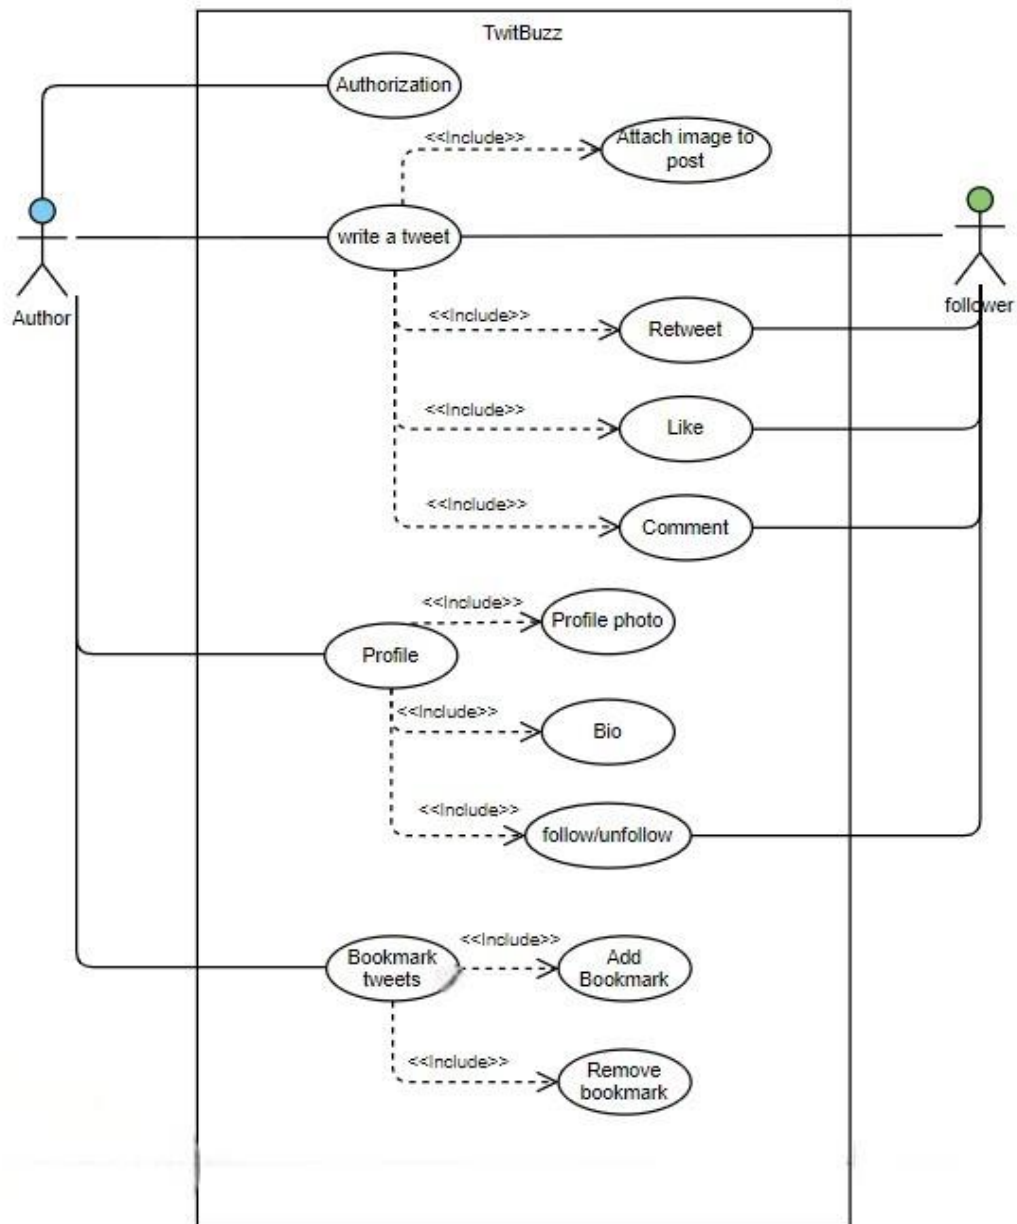 TwitBuzz
Authorization
<<Include>>
Attach image to
post
write a tweet
Author
follower
<<Include>>
Retweet
<<Include>>
Like
<<Include>>
Comment
<<Include>>
Profile photo
Profile
<<Include>>
Bio
<<Include>>
follow/unfollow
Bookmark
tweets
<<Include>>
Add
Bookmark
<<Include>>
Remove
bookmark